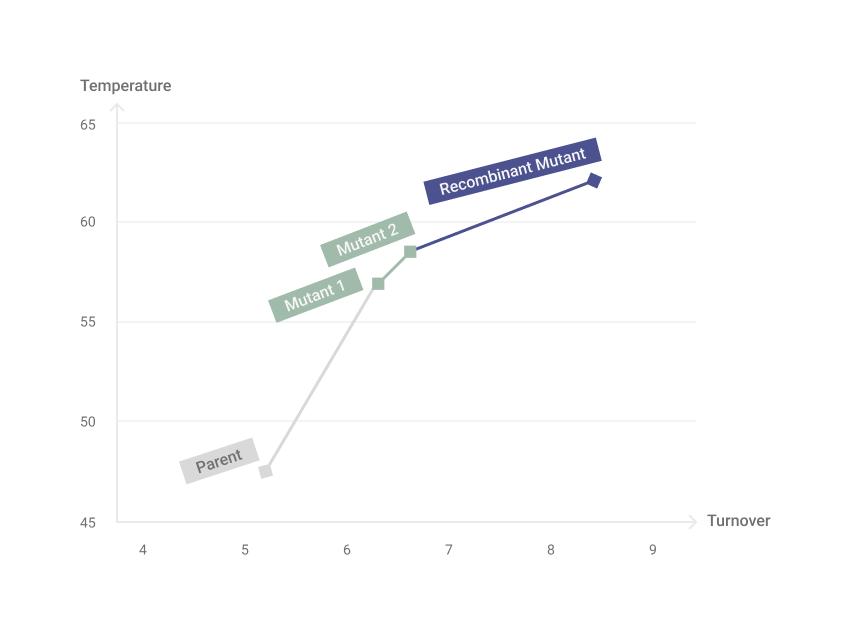 Temperature
65
Recombinant Mutant
60
Mutant 2
Mutant 1
55
50
Parent
45
Turnover
4 5 6 7 8 9